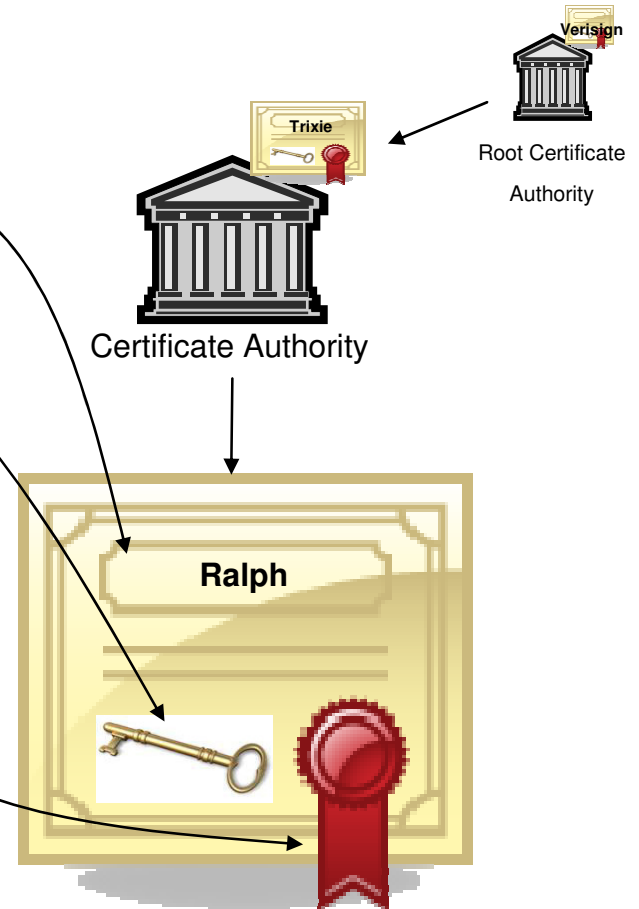 Verisign
Trixie
Root Certificate
Authority
Certificate Authority
Ralph